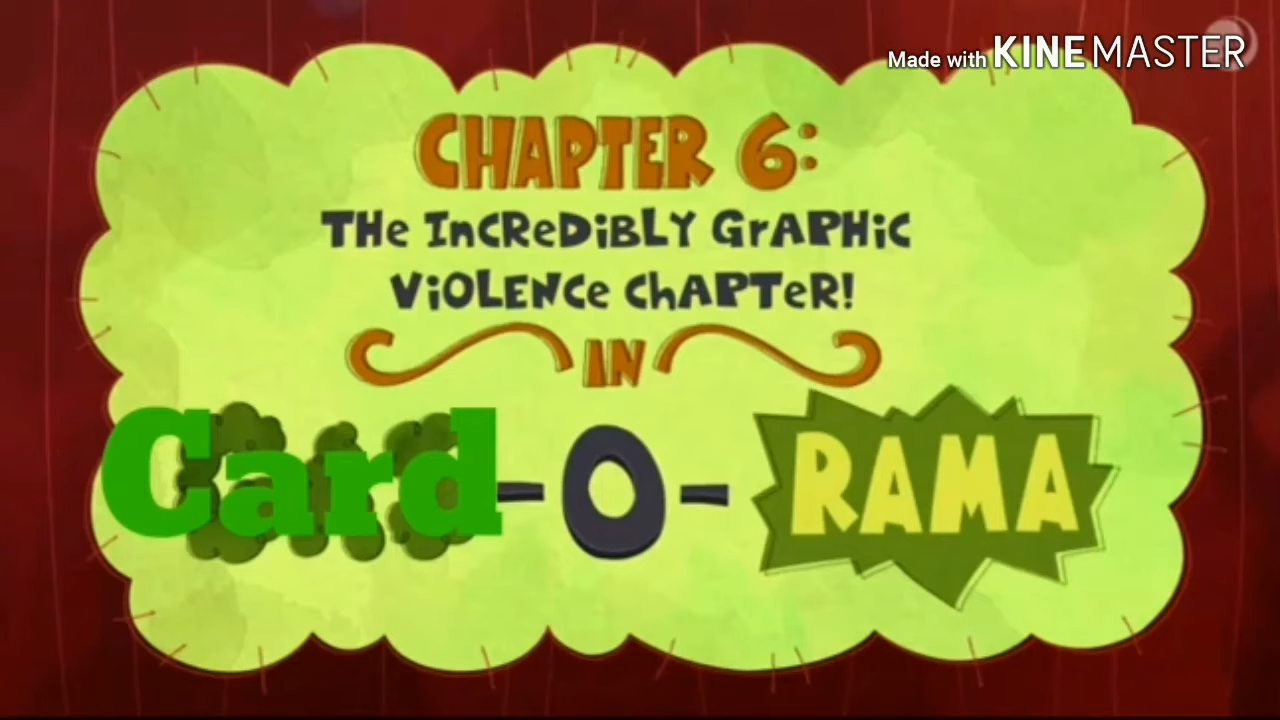 Made with KINEMASTER
CHAPTER 6:
THe InCReDiBLY GrAPHiC
ViOLENCe ChAPTeR!
IN
Card-O-RAMA